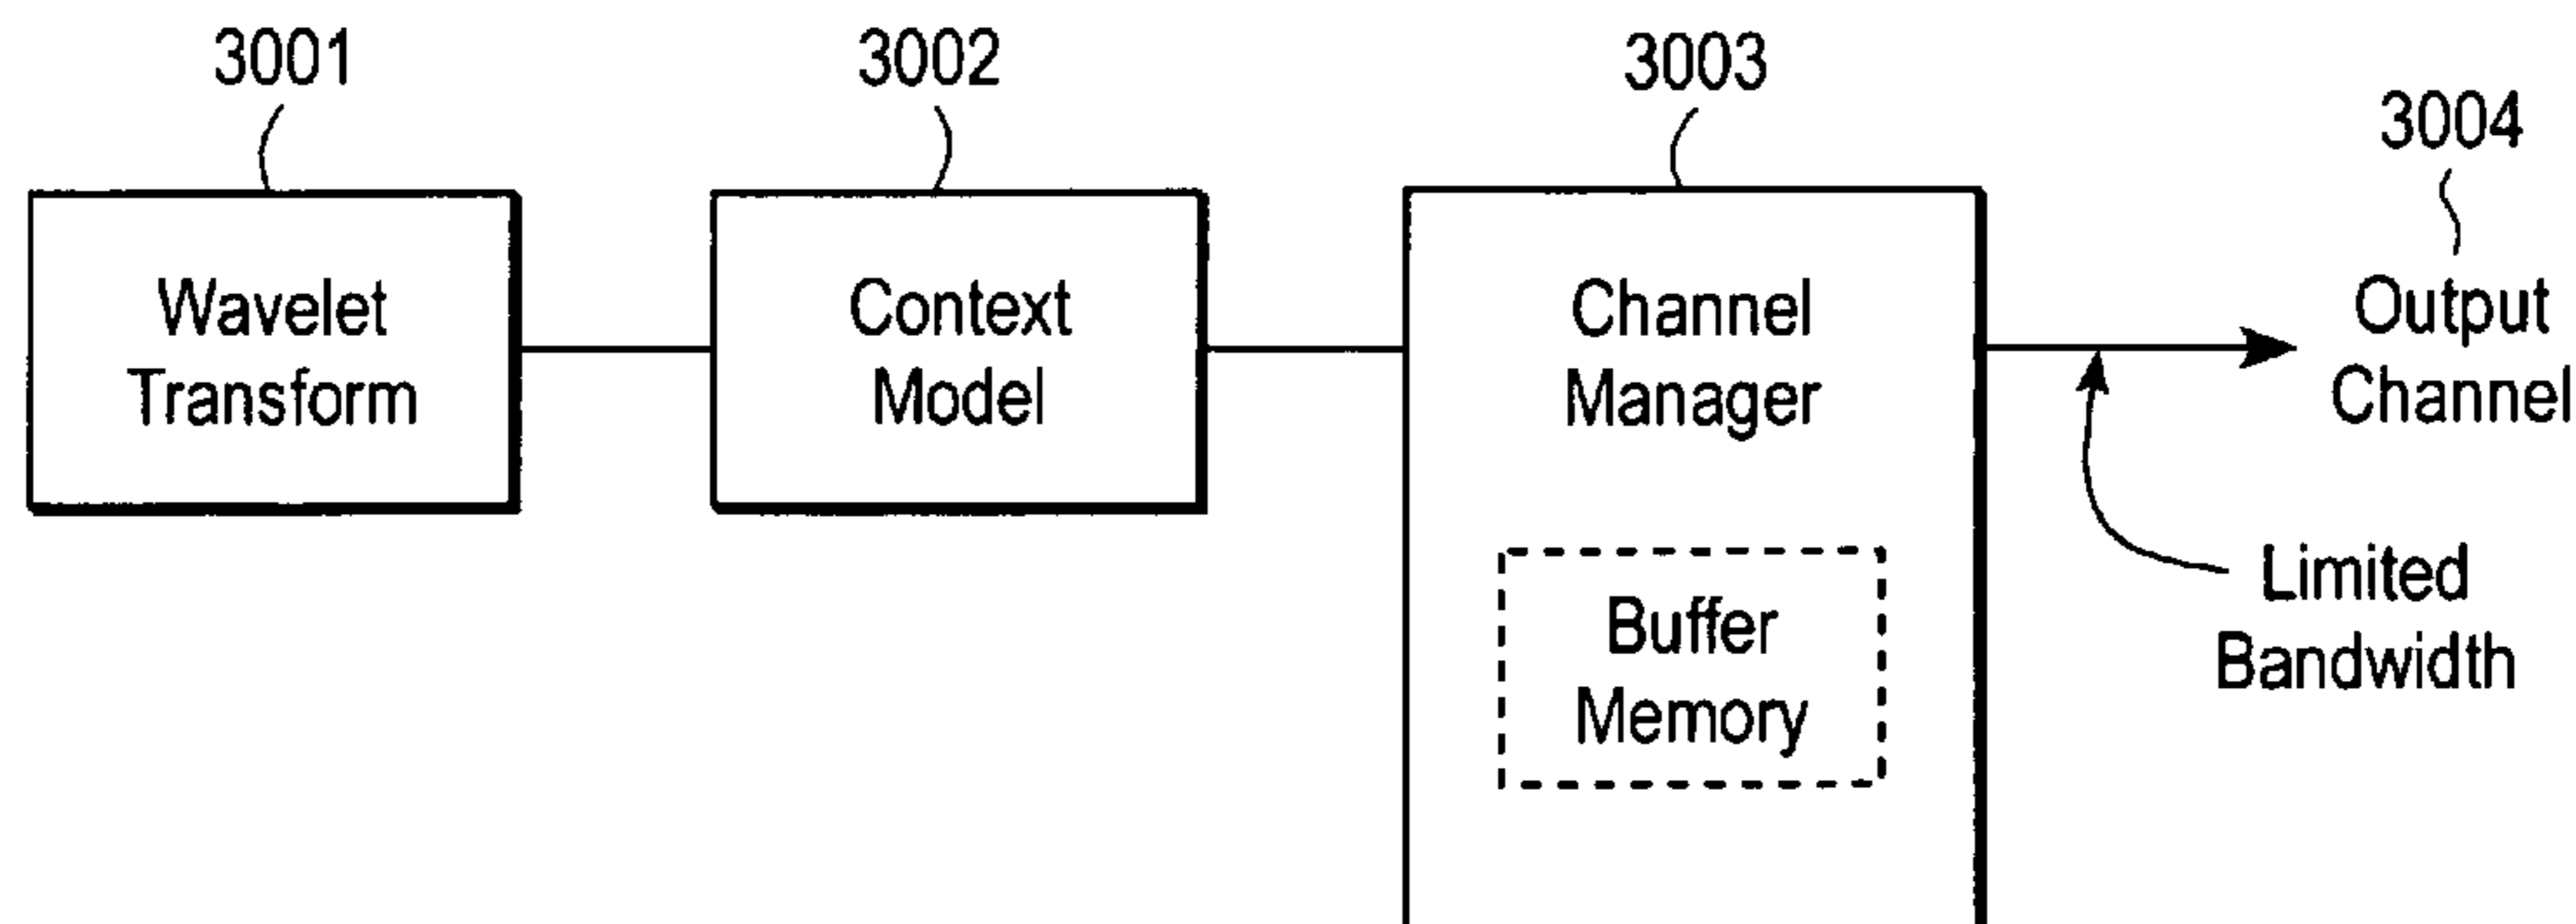 3001
3002
3003
3004
Wavelet
Transform
Context
Model
Channel
Manager
Buffer
Memory
Output
Channel
Limited
Bandwidth